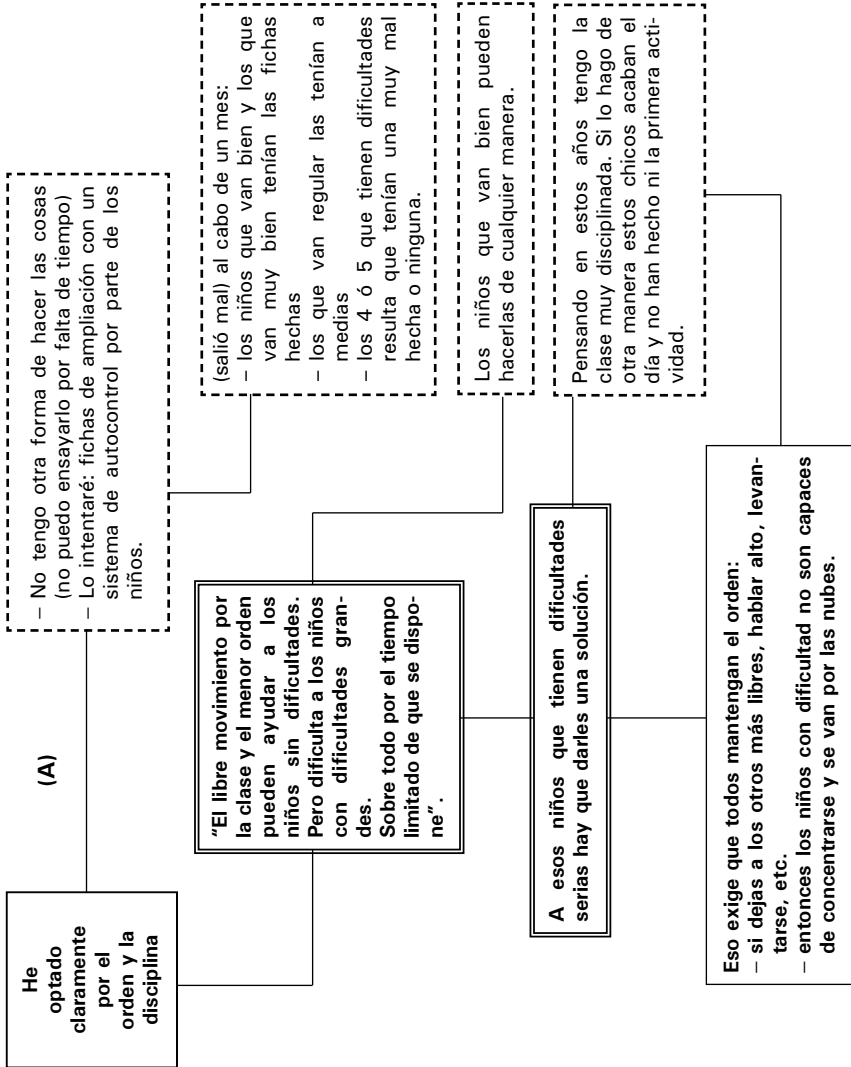 (A)
He
optado
claramente
por el
orden y la
disciplina
– No tengo otra forma de hacer las cosas
(no puedo ensayarlo por falta de tiempo)
– Lo intentaré: fichas de ampliación con un
sistema de autocontrol por parte de los
niños.
"El libre movimiento por
la clase y el menor orden
pueden ayudar a los
niños sin dificultades.
Pero dificulta a los niños
con dificultades gran-
des.
Sobre todo por el tiempo
limitado de que se dispo-
ne".
(salió mal) al cabo de un mes:
– los niños que van bien y los que
van muy bien tenían las fichas
hechas
– los que van regular las tenían a
medias
– los 4 ó 5 que tienen dificultades
resulta que tenían una muy mal
hecha o ninguna.
Los niños que van bien pueden
hacerlas de cualquier manera.
A esos niños que tienen dificultades
serias hay que darles una solución.
Pensando en estos años tengo la
clase muy disciplinada. Si lo hago de
otra manera estos chicos acaban el
día y no han hecho ni la primera acti-
vidad.
Eso exige que todos mantengan el orden:
– si dejas a los otros más libres, hablar alto, levan-
tarse, etc.
– entonces los niños con dificultad no son capaces
de concentrarse y se van por las nubes.